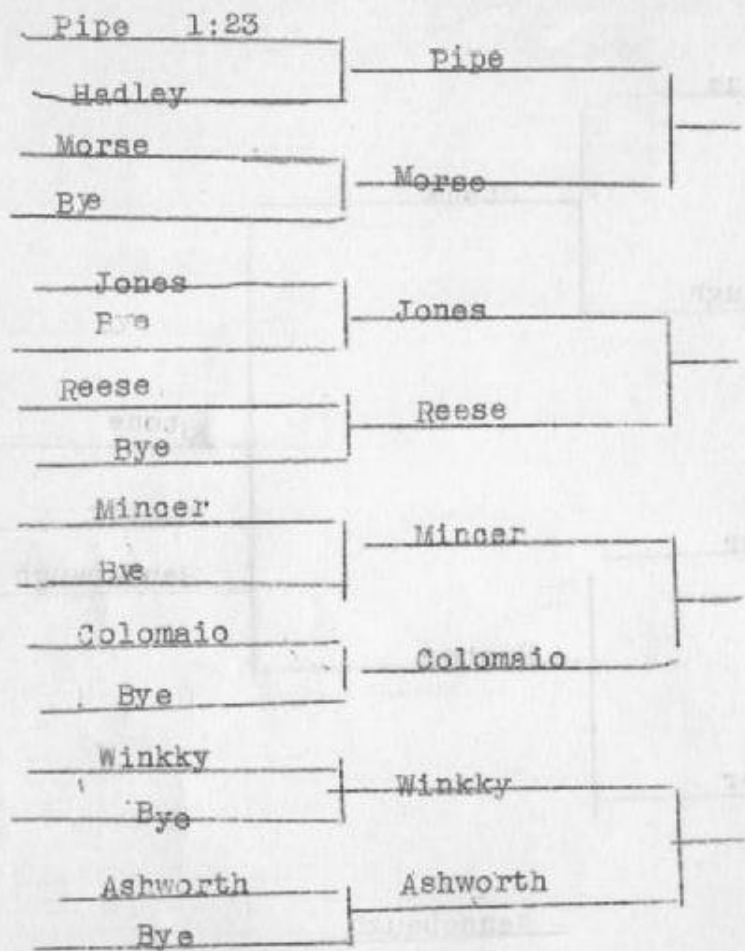 Pipe 1:23
Hadley
Morse
Bye
Jones
Bye
Reese
Bye
Mincer
Bye
Colomaio
Bye
Winkky
Bye
Ashworth
Bye
Pipe
Morse
Jones
Reese
Mincer
Colomaio
Winkky
Ashworth